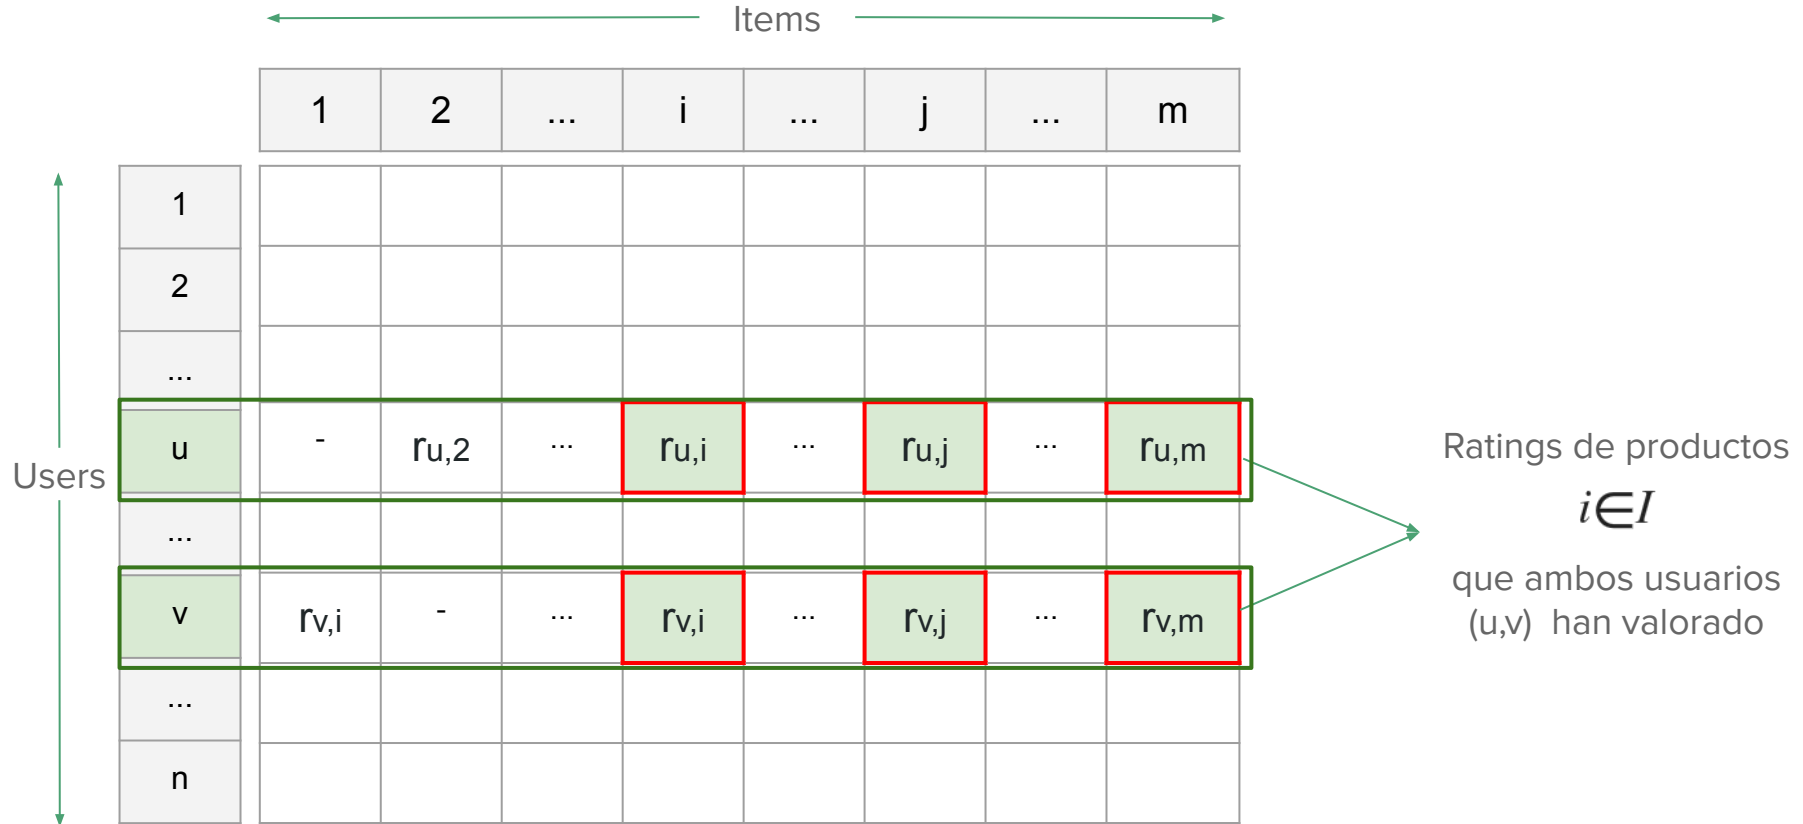 Items
1 2 ... i ... j ... m
1
2
...
u - ru,2 ... ru,i ... ru,j ... ru,m
Users
...
v rv,i - ... rv,i ... rv,j ... rv,m
...
n
Ratings de productos
i∈I
que ambos usuarios
(u,v) han valorado